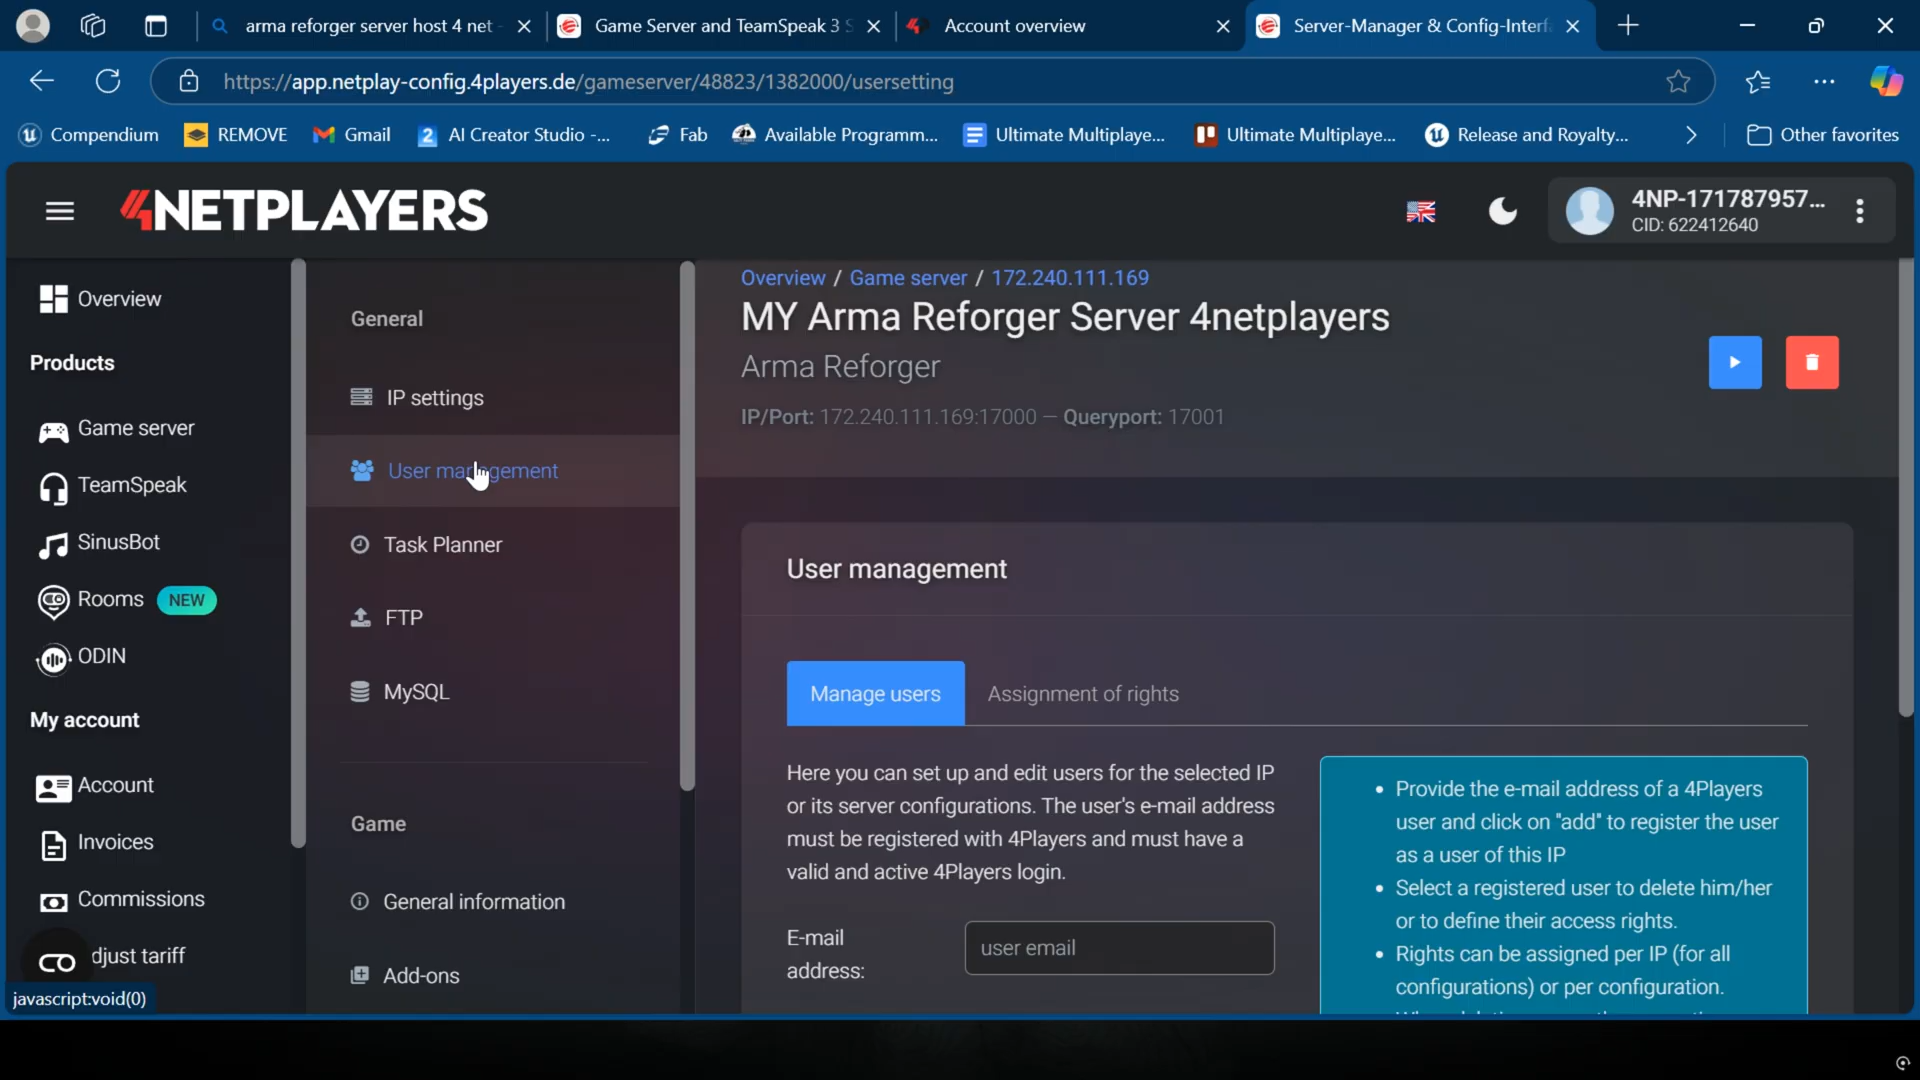 arma reforger server host 4 net
Game Server and TeamSpeak 3 S
Account overview
Server-Manager & Config-Interf
https://app.netplay-config.4players.de/gameserver/48823/1382000/usersetting
Compendium
REMOVE
Gmail
AI Creator Studio -...
Fab
Available Programm...
Ultimate Multiplaye...
Ultimate Multiplaye...
Release and Royalty...
Other favorites
4NETPLAYERS
4NP-171787957...
CID: 622412640
Overview
Products
Game server
TeamSpeak
SinusBot
Rooms NEW
ODIN
My account
Account
Invoices
Commissions
djust tariff
javascript:void(0)
General
IP settings
User management
Task Planner
FTP
MySQL
Game
General information
Add-ons
Overview / Game server / 172.240.111.169
MY Arma Reforger Server 4netplayers
Arma Reforger
IP/Port: 172.240.111.169:17000 — Queryport: 17001
User management
Manage users
Assignment of rights
Here you can set up and edit users for the selected IP
or its server configurations. The user's e-mail address
must be registered with 4Players and must have a
valid and active 4Players login.
E-mail
address:
user email
• Provide the e-mail address of a 4Players
user and click on "add" to register the user
as a user of this IP
• Select a registered user to delete him/her
or to define their access rights.
• Rights can be assigned per IP (for all
configurations) or per configuration.